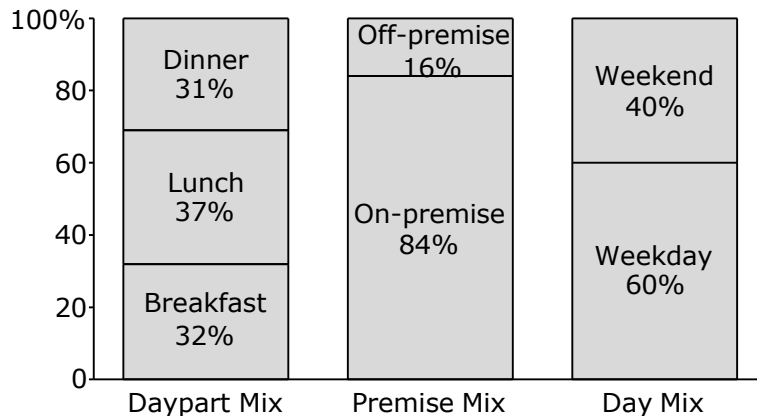 100%
80
60
40
20
0
Dinner
31%
Lunch
37%
Breakfast
32%
Off-premise
16%
On-premise
84%
Weekend
40%
Weekday
60%
Daypart Mix
Premise Mix
Day Mix